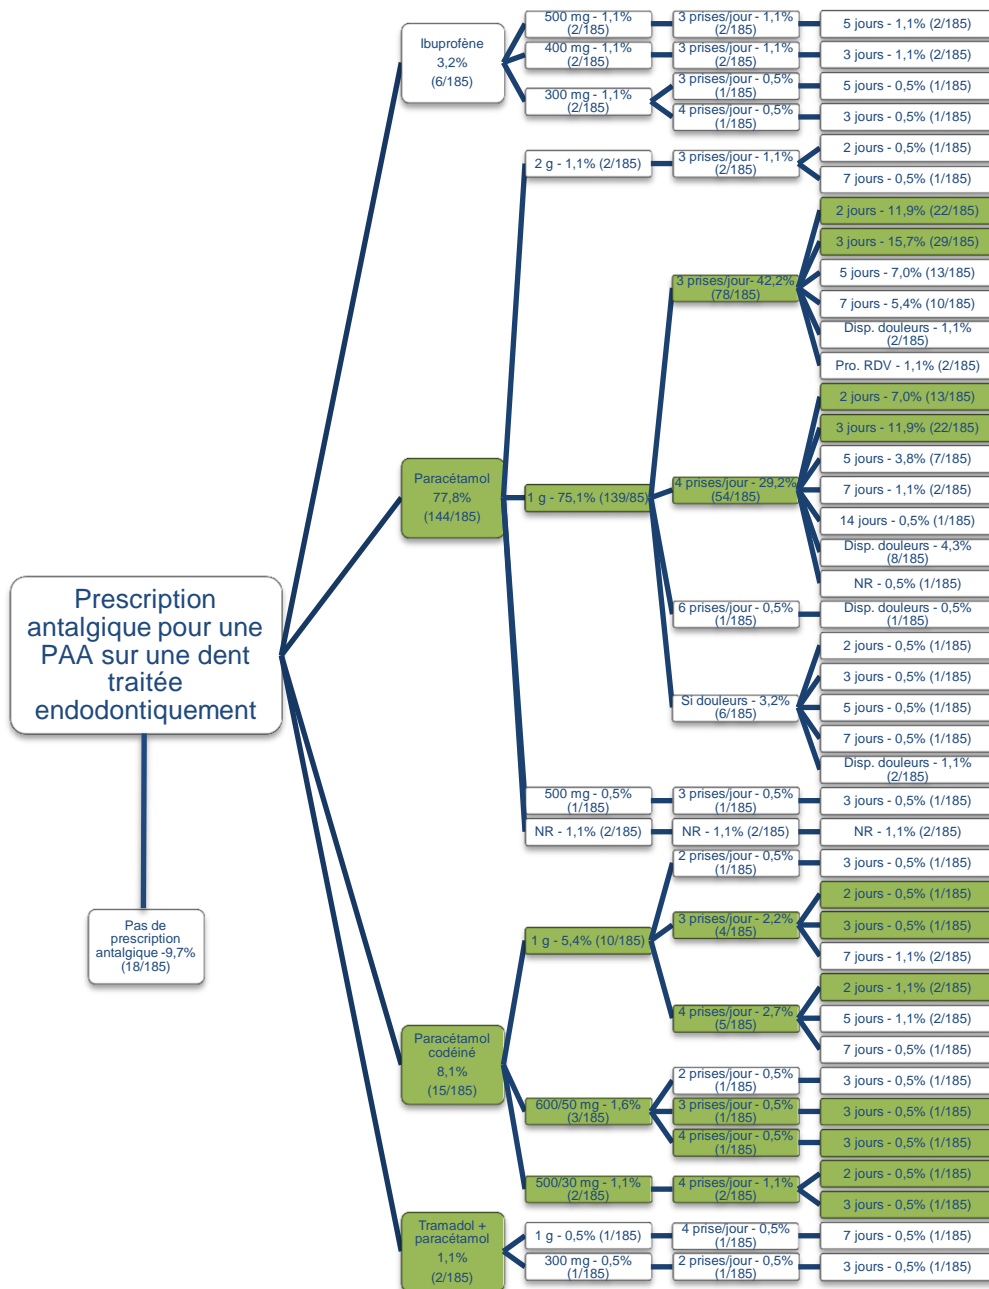 Prescription
antalgique pour une
PAA sur une dent
traitée
endodontiquement
Pas de
prescription
antalgique -9,7%
(18/185)
Ibuprofène
3,2%
(6/185)
500 mg - 1,1%
(2/185)
3 prises/jour - 1,1%
(2/185)
5 jours - 1,1% (2/185)
400 mg - 1,1%
(2/185)
3 prises/jour - 1,1%
(2/185)
3 jours - 1,1% (2/185)
300 mg - 1,1%
(2/185)
3 prises/jour - 0,5%
(1/185)
5 jours - 0,5% (1/185)
4 prises/jour - 0,5%
(1/185)
3 jours - 0,5% (1/185)
Paracétamol
77,8%
(144/185)
2 g - 1,1% (2/185)
3 prises/jour - 1,1%
(2/185)
2 jours - 0,5% (1/185)
7 jours - 0,5% (1/185)
1 g - 75,1% (139/85)
3 prises/jour- 42,2%
(78/185)
2 jours - 11,9% (22/185)
3 jours - 15,7% (29/185)
5 jours - 7,0% (13/185)
7 jours - 5,4% (10/185)
Disp. douleurs - 1,1%
(2/185)
Pro. RDV - 1,1% (2/185)
4 prises/jour - 29,2%
(54/185)
2 jours - 7,0% (13/185)
3 jours - 11,9% (22/185)
5 jours - 3,8% (7/185)
7 jours - 1,1% (2/185)
14 jours - 0,5% (1/185)
Disp. douleurs - 4,3%
(8/185)
NR - 0,5% (1/185)
6 prises/jour - 0,5%
(1/185)
Disp. douleurs - 0,5%
(1/185)
Si douleurs - 3,2%
(6/185)
2 jours - 0,5% (1/185)
3 jours - 0,5% (1/185)
5 jours - 0,5% (1/185)
7 jours - 0,5% (1/185)
Disp. douleurs - 1,1%
(2/185)
500 mg - 0,5%
(1/185)
3 prises/jour - 0,5%
(1/185)
3 jours - 0,5% (1/185)
NR - 1,1% (2/185)
NR - 1,1% (2/185)
NR - 1,1% (2/185)
Paracétamol
codéiné
8,1%
(15/185)
1 g - 5,4% (10/185)
2 prises/jour - 0,5%
(1/185)
3 jours - 0,5% (1/185)
3 prises/jour - 2,2%
(4/185)
2 jours - 0,5% (1/185)
3 jours - 0,5% (1/185)
7 jours - 1,1% (2/185)
4 prises/jour - 2,7%
(5/185)
2 jours - 1,1% (2/185)
5 jours - 1,1% (2/185)
7 jours - 0,5% (1/185)
600/50 mg - 1,6%
(3/185)
2 prises/jour - 0,5%
(1/185)
3 jours - 0,5% (1/185)
3 prises/jour - 0,5%
(1/185)
3 jours - 0,5% (1/185)
4 prises/jour - 0,5%
(1/185)
3 jours - 0,5% (1/185)
500/30 mg - 1,1%
(2/185)
4 prises/jour - 1,1%
(2/185)
2 jours - 0,5% (1/185)
3 jours - 0,5% (1/185)
Tramadol +
paracétamol
1,1%
(2/185)
1 g - 0,5% (1/185)
4 prise/jour - 0,5%
(1/185)
7 jours - 0,5% (1/185)
300 mg - 0,5%
(1/185)
2 prises/jour - 0,5%
(1/185)
3 jours - 0,5% (1/185)